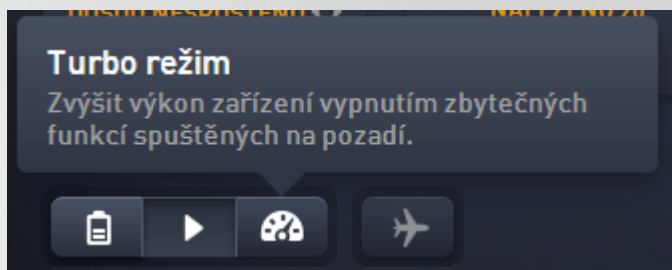 Turbo režim
Zvýšit výkon zařízení vypnutím zbytečných
funkcí spuštěných na pozadí.